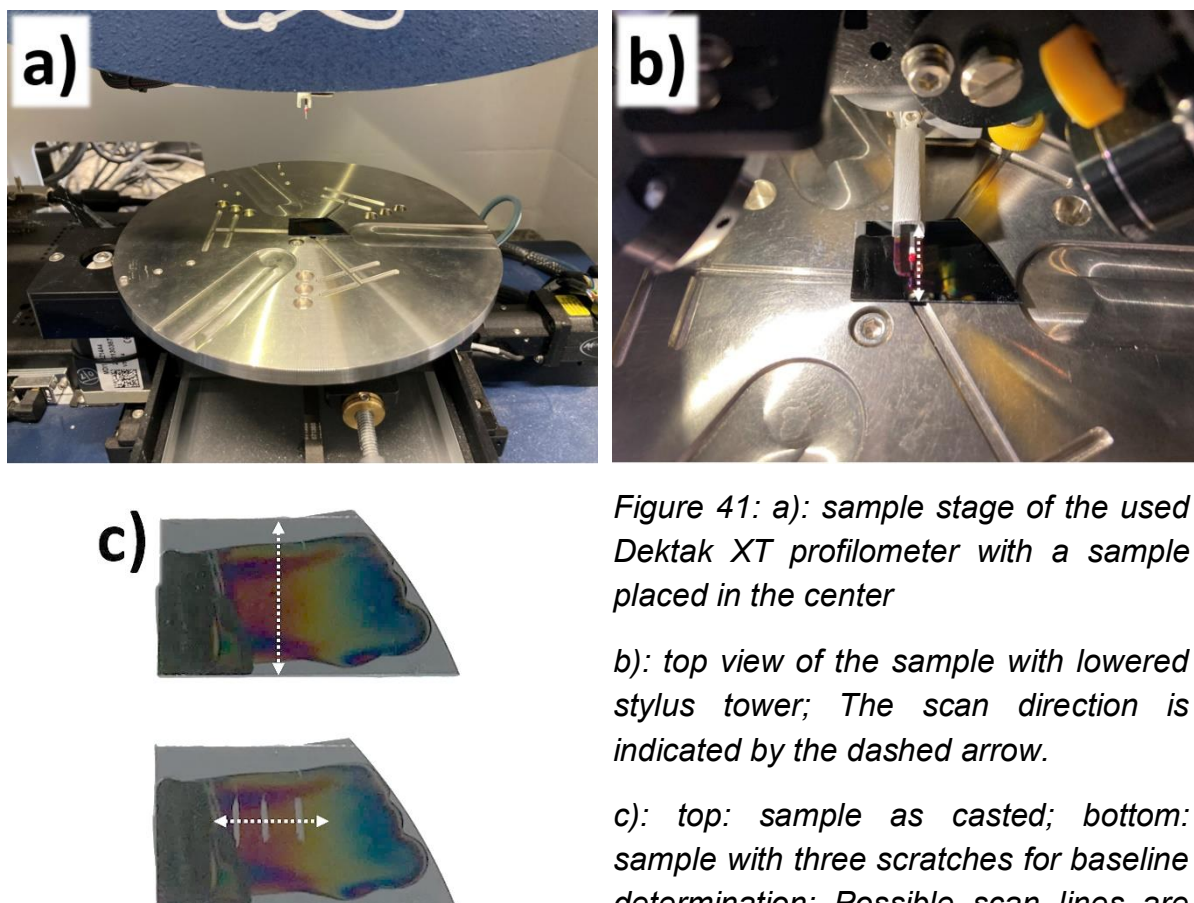 a)
b)
c)
Figure 41: a): sample stage of the used
Dektak XT profilometer with a sample
placed in the center
b): top view of the sample with lowered
stylus tower; The scan direction is
indicated by the dashed arrow.
c): top: sample as casted; bottom:
sample with three scratches for baseline
determination; Possible scan lines are